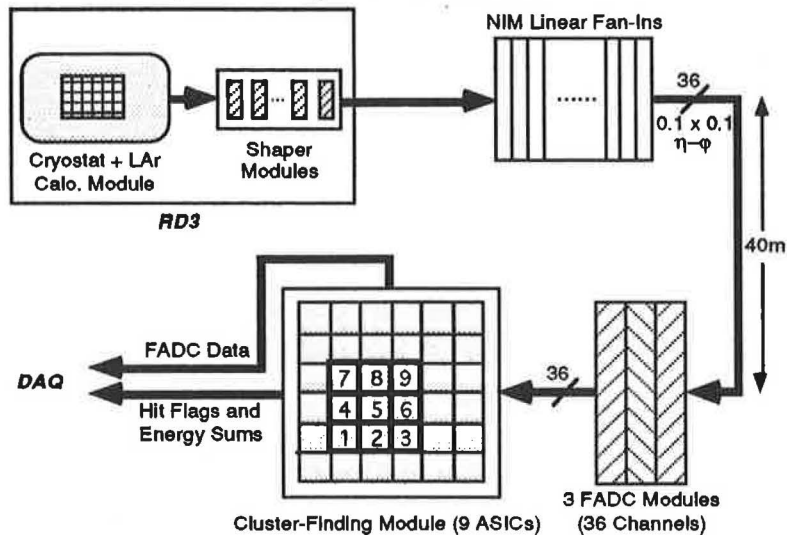 NIM Linear Fan-Ins
36
0.1 x 0.1
η–φ
Cryostat + LAr
Calo. Module
Shaper
Modules
RD3
40m
FADC Data
DAQ
Hit Flags and
Energy Sums
7 8 9
4 5 6
1 2 3
36
Cluster-Finding Module (9 ASICs)
3 FADC Modules
(36 Channels)